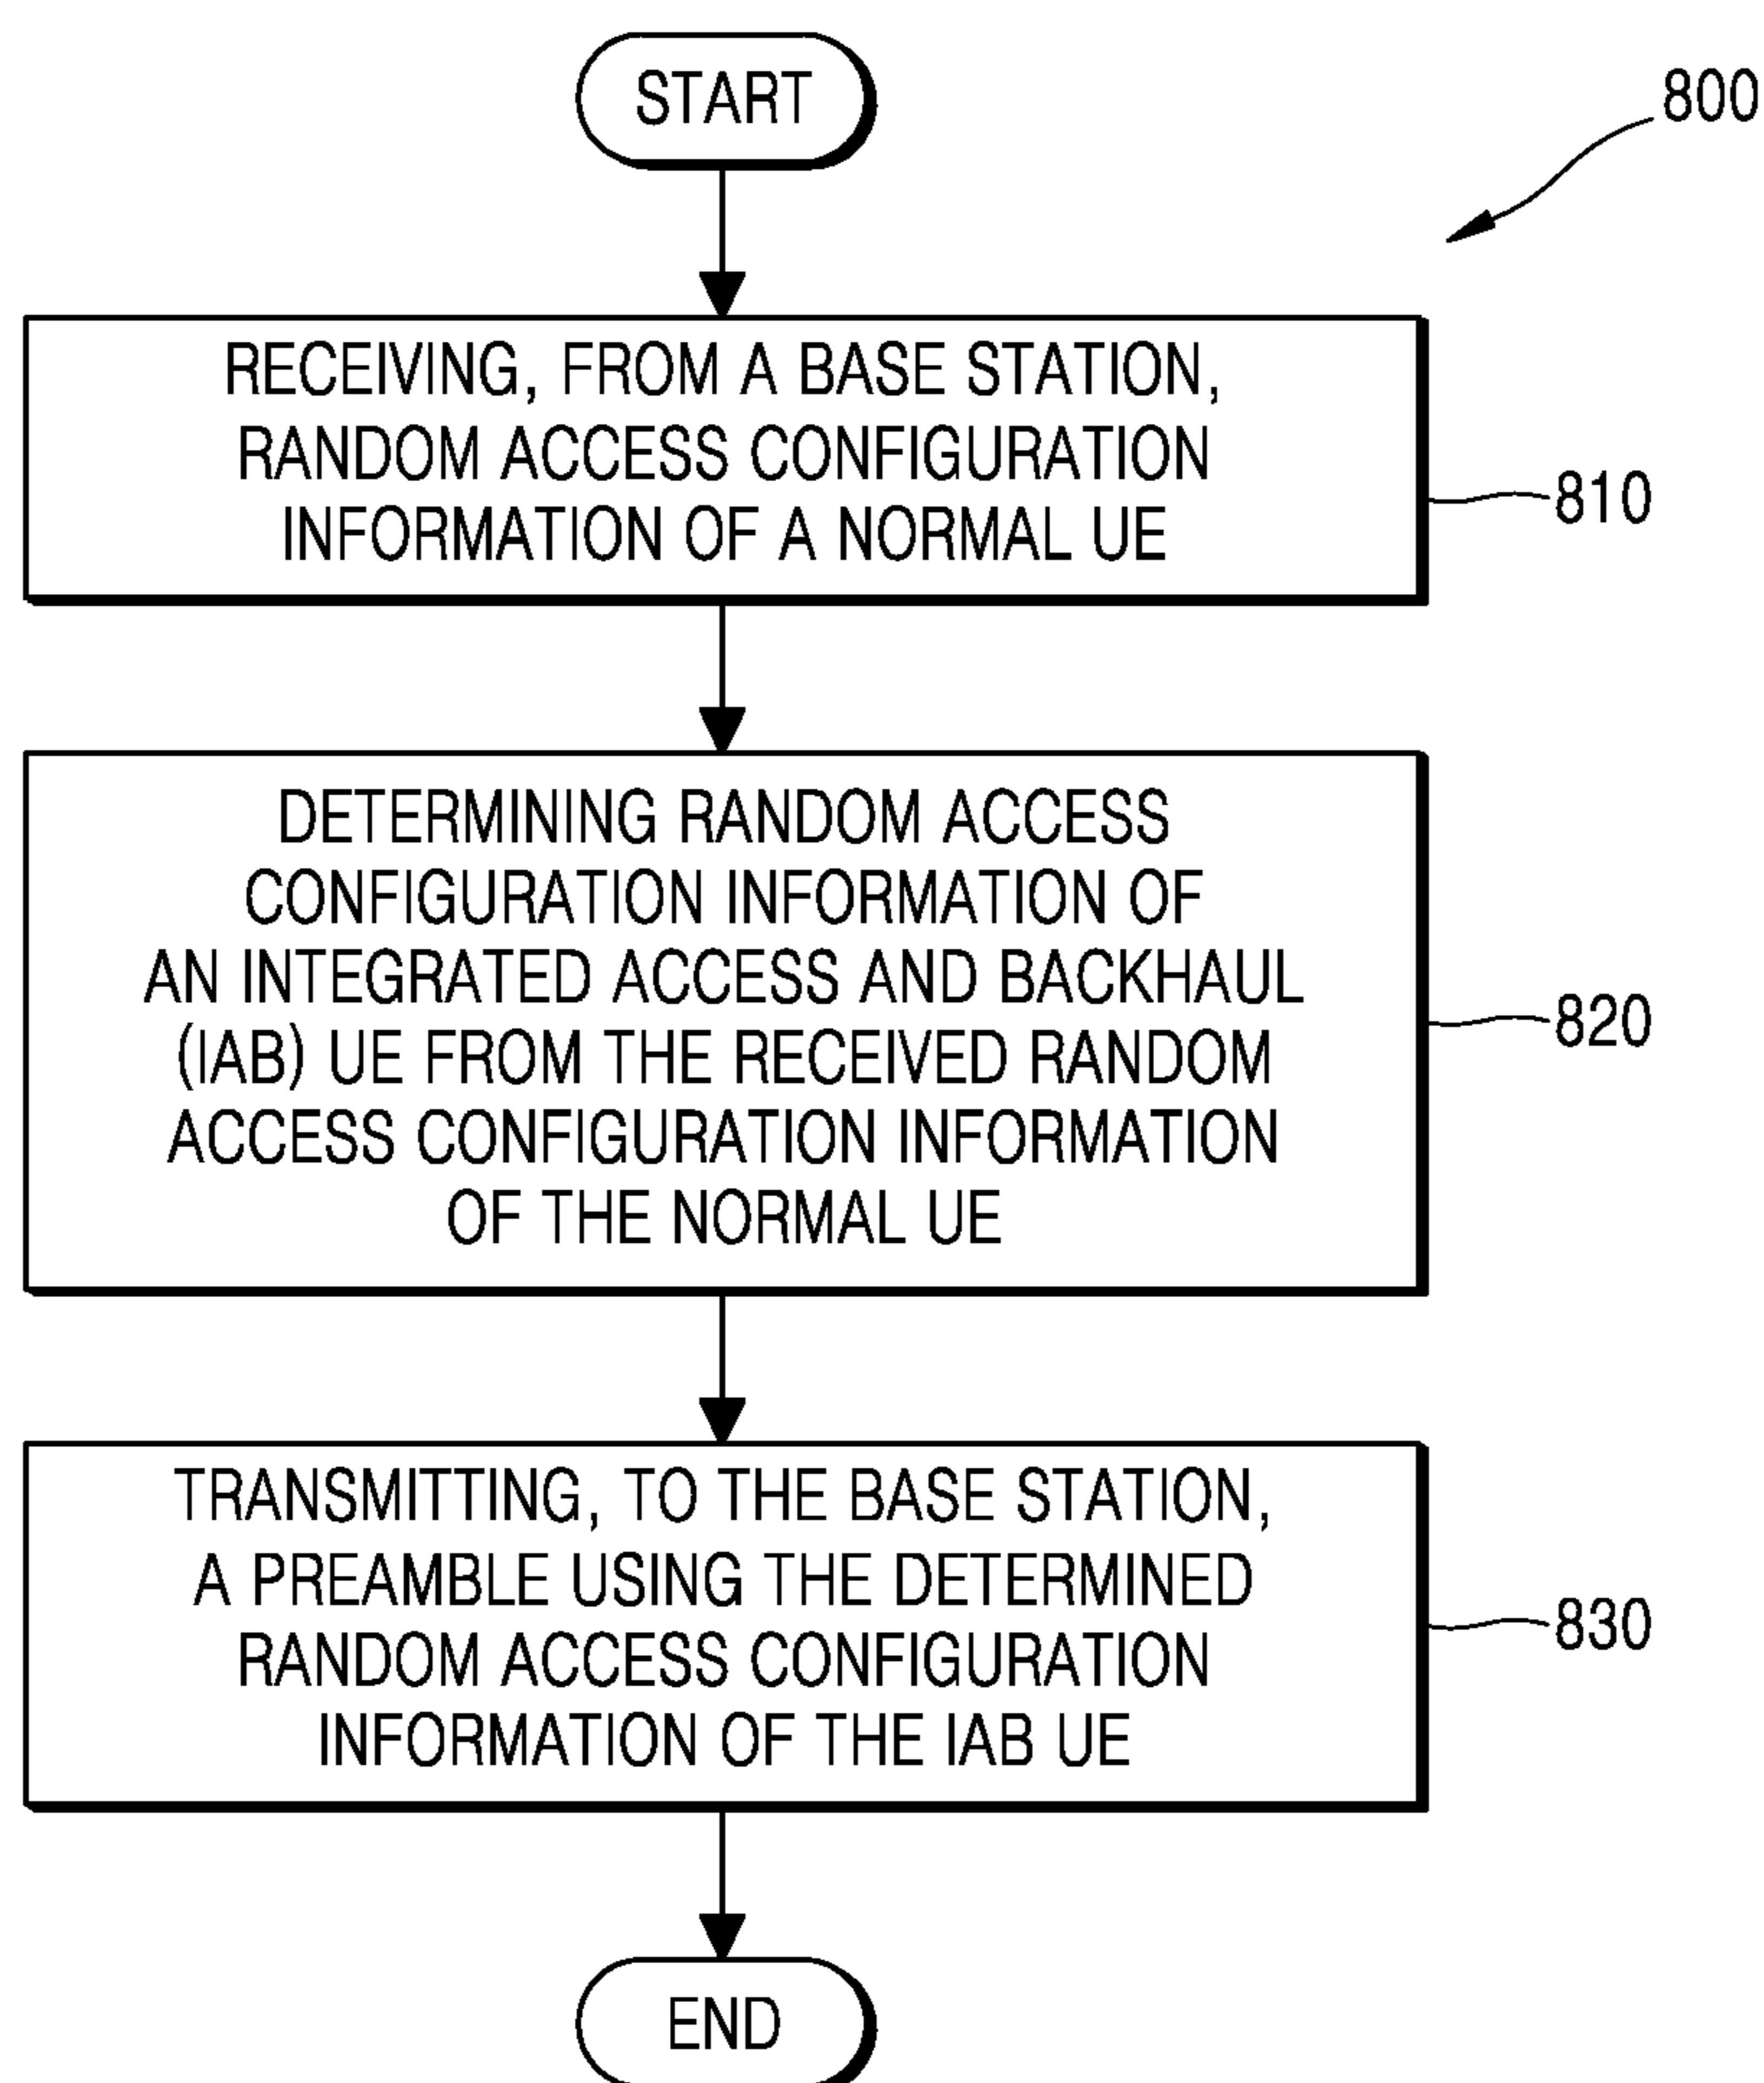 START
800
RECEIVING, FROM A BASE STATION,
RANDOM ACCESS CONFIGURATION
INFORMATION OF A NORMAL UE
810
DETERMINING RANDOM ACCESS
CONFIGURATION INFORMATION OF
AN INTEGRATED ACCESS AND BACKHAUL
(IAB) UE FROM THE RECEIVED RANDOM
ACCESS CONFIGURATION INFORMATION
OF THE NORMAL UE
820
TRANSMITTING, TO THE BASE STATION,
A PREAMBLE USING THE DETERMINED
RANDOM ACCESS CONFIGURATION
INFORMATION OF THE IAB UE
830
END